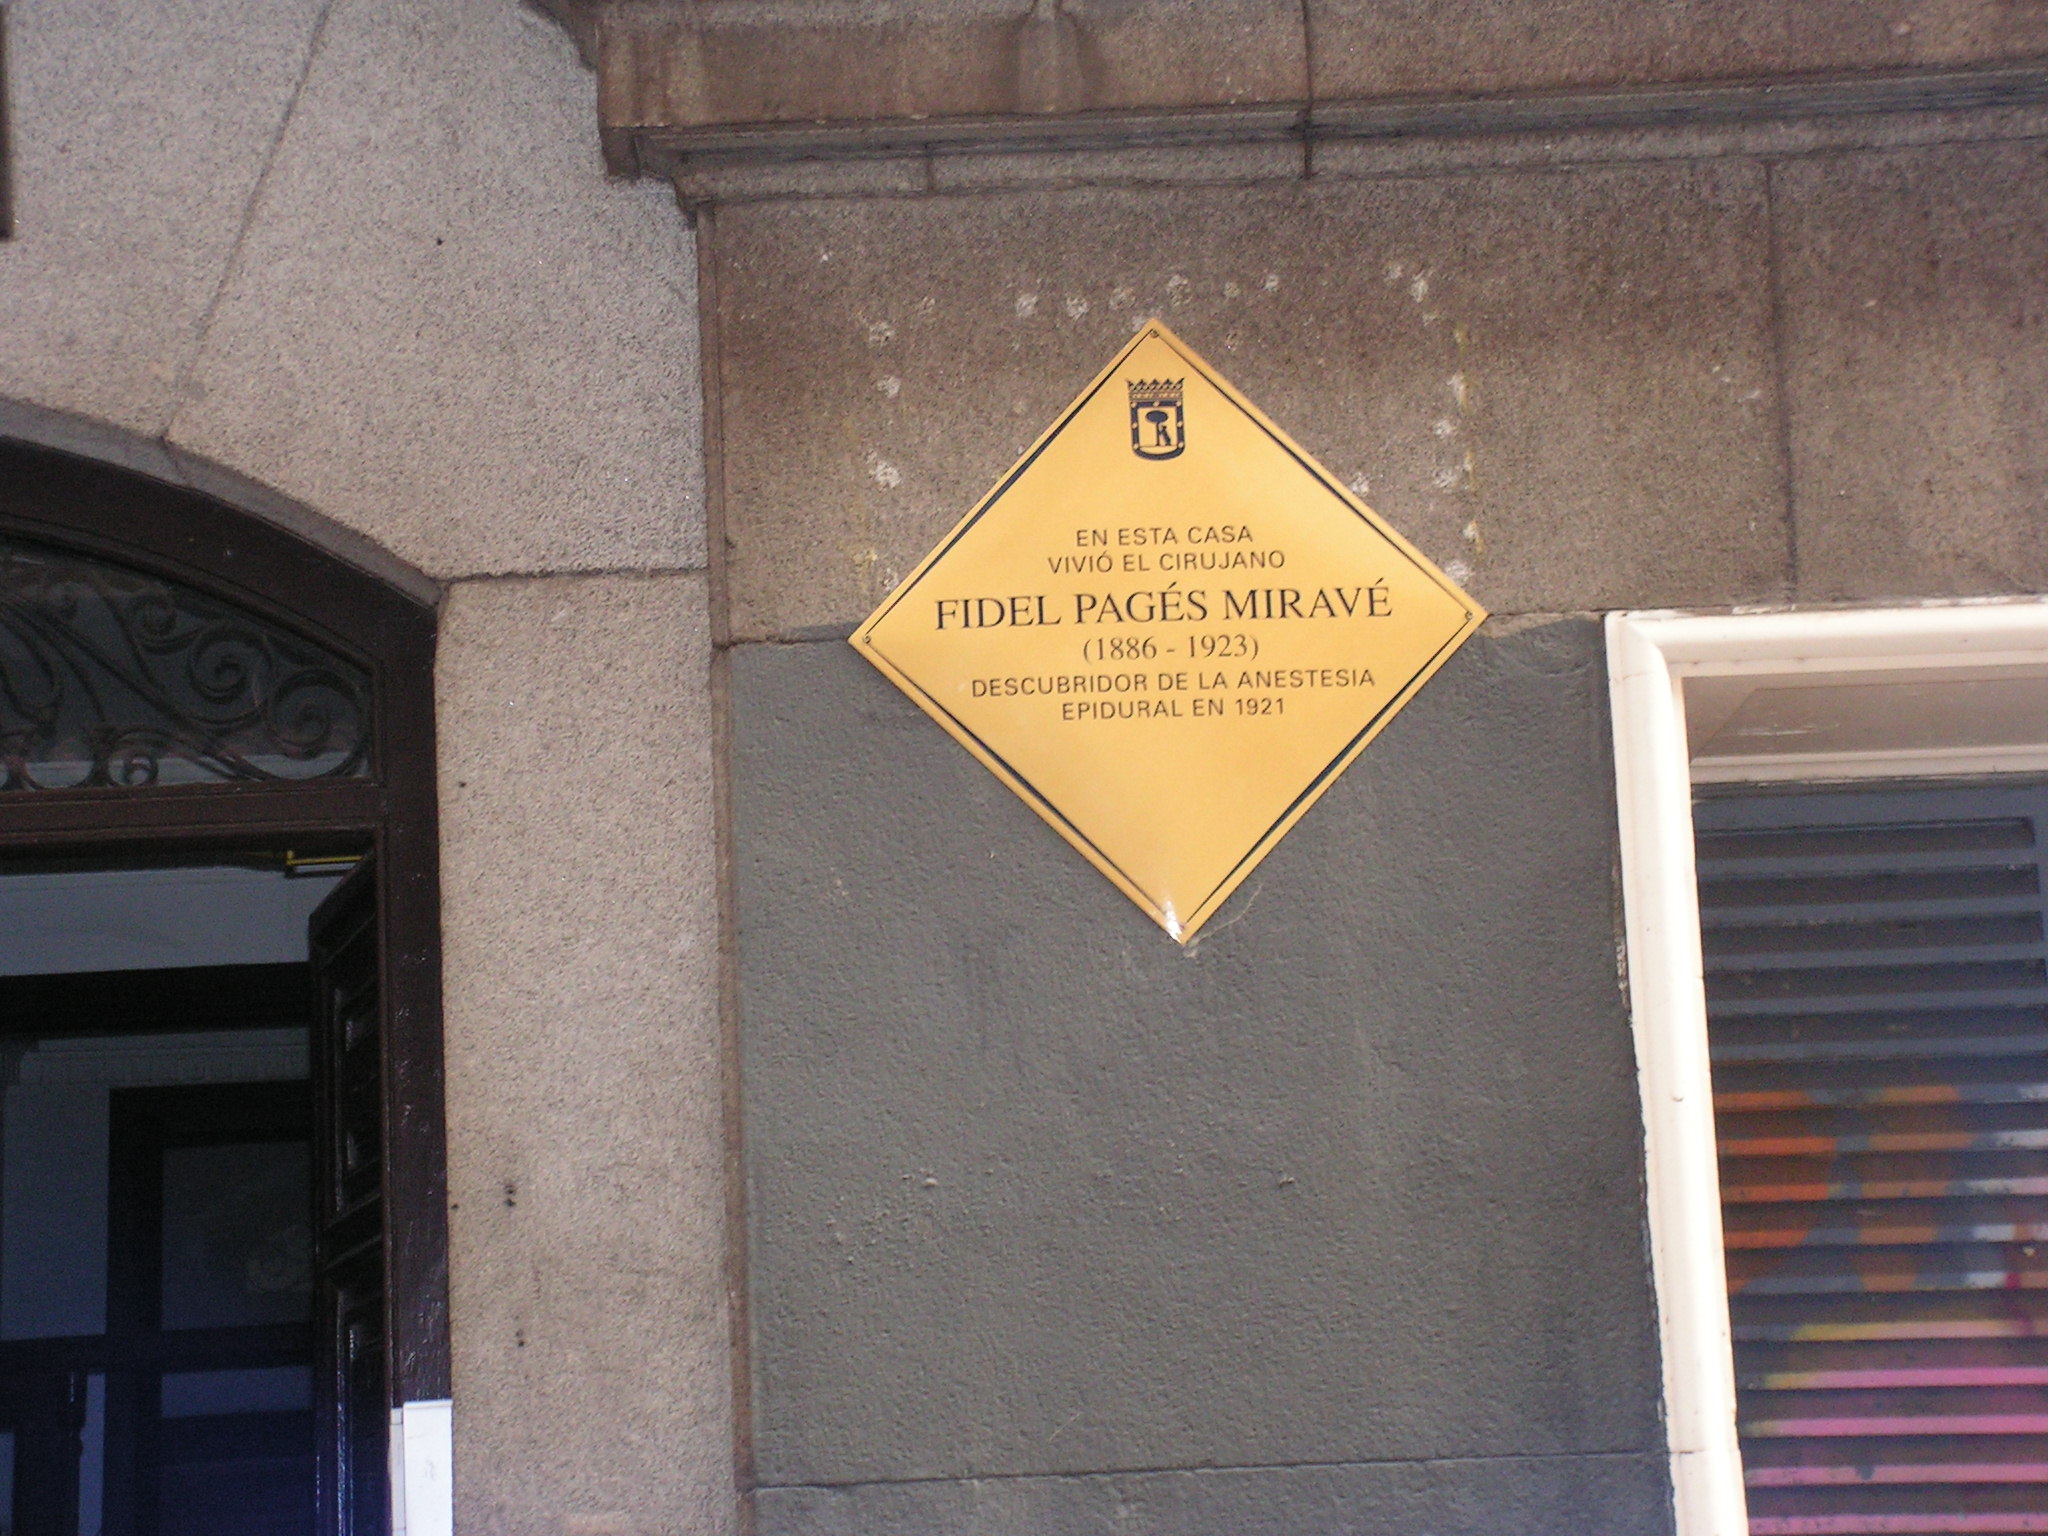 EN ESTA CASA
VIVIÓ EL CIRUJANO
FIDEL PAGÉS MIRAVÉ
(1886 - 1923)
DESCUBRIDOR DE LA ANESTESIA
EPIDURAL EN 1921